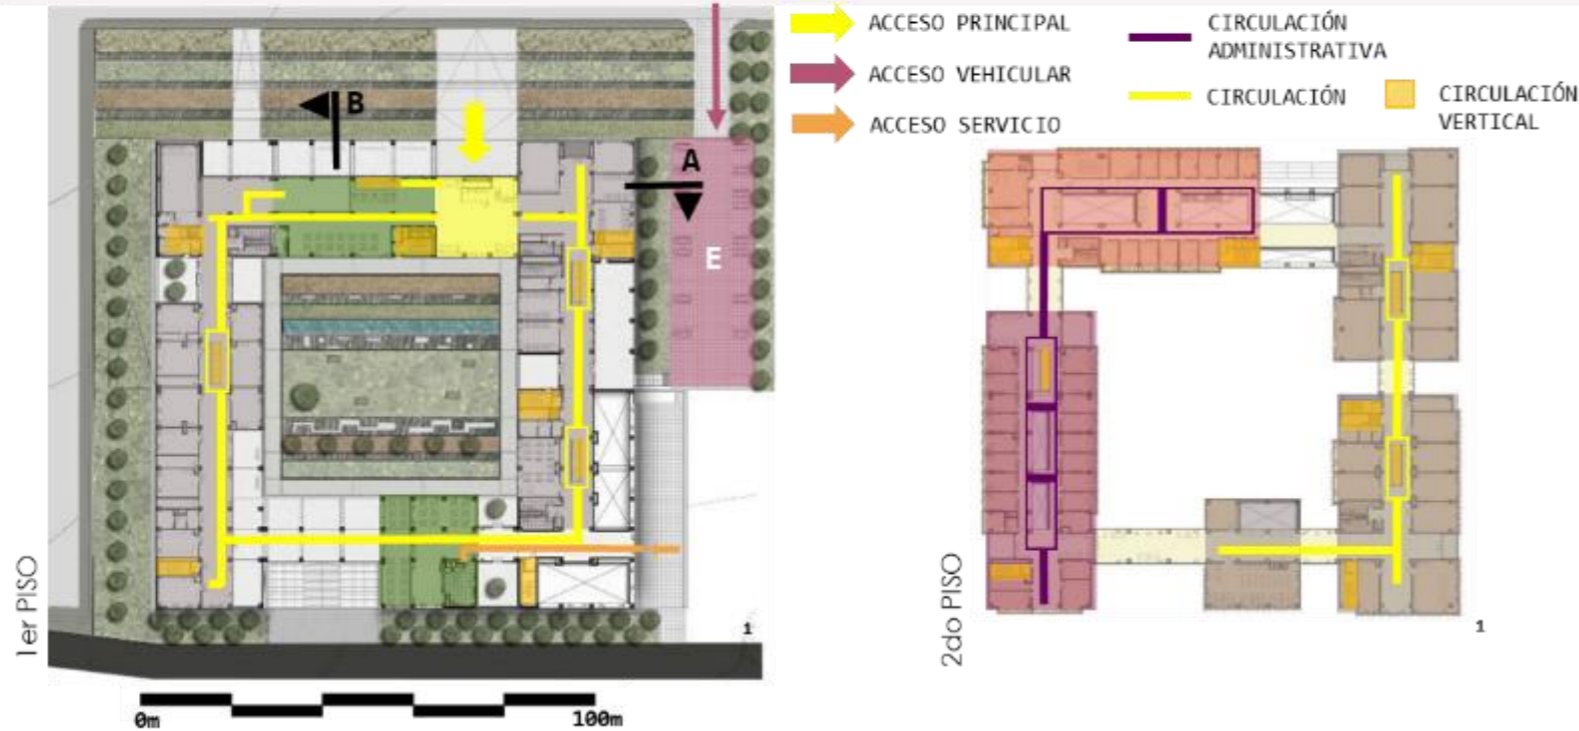 ACCESO PRINCIPAL
ACCESO VEHICULAR
ACCESO SERVICIO
CIRCULACIÓN
ADMINISTRATIVA
CIRCULACIÓN
CIRCULACIÓN
VERTICAL
B
A
E
1er PISO
1
0m
100m
2do PISO
1